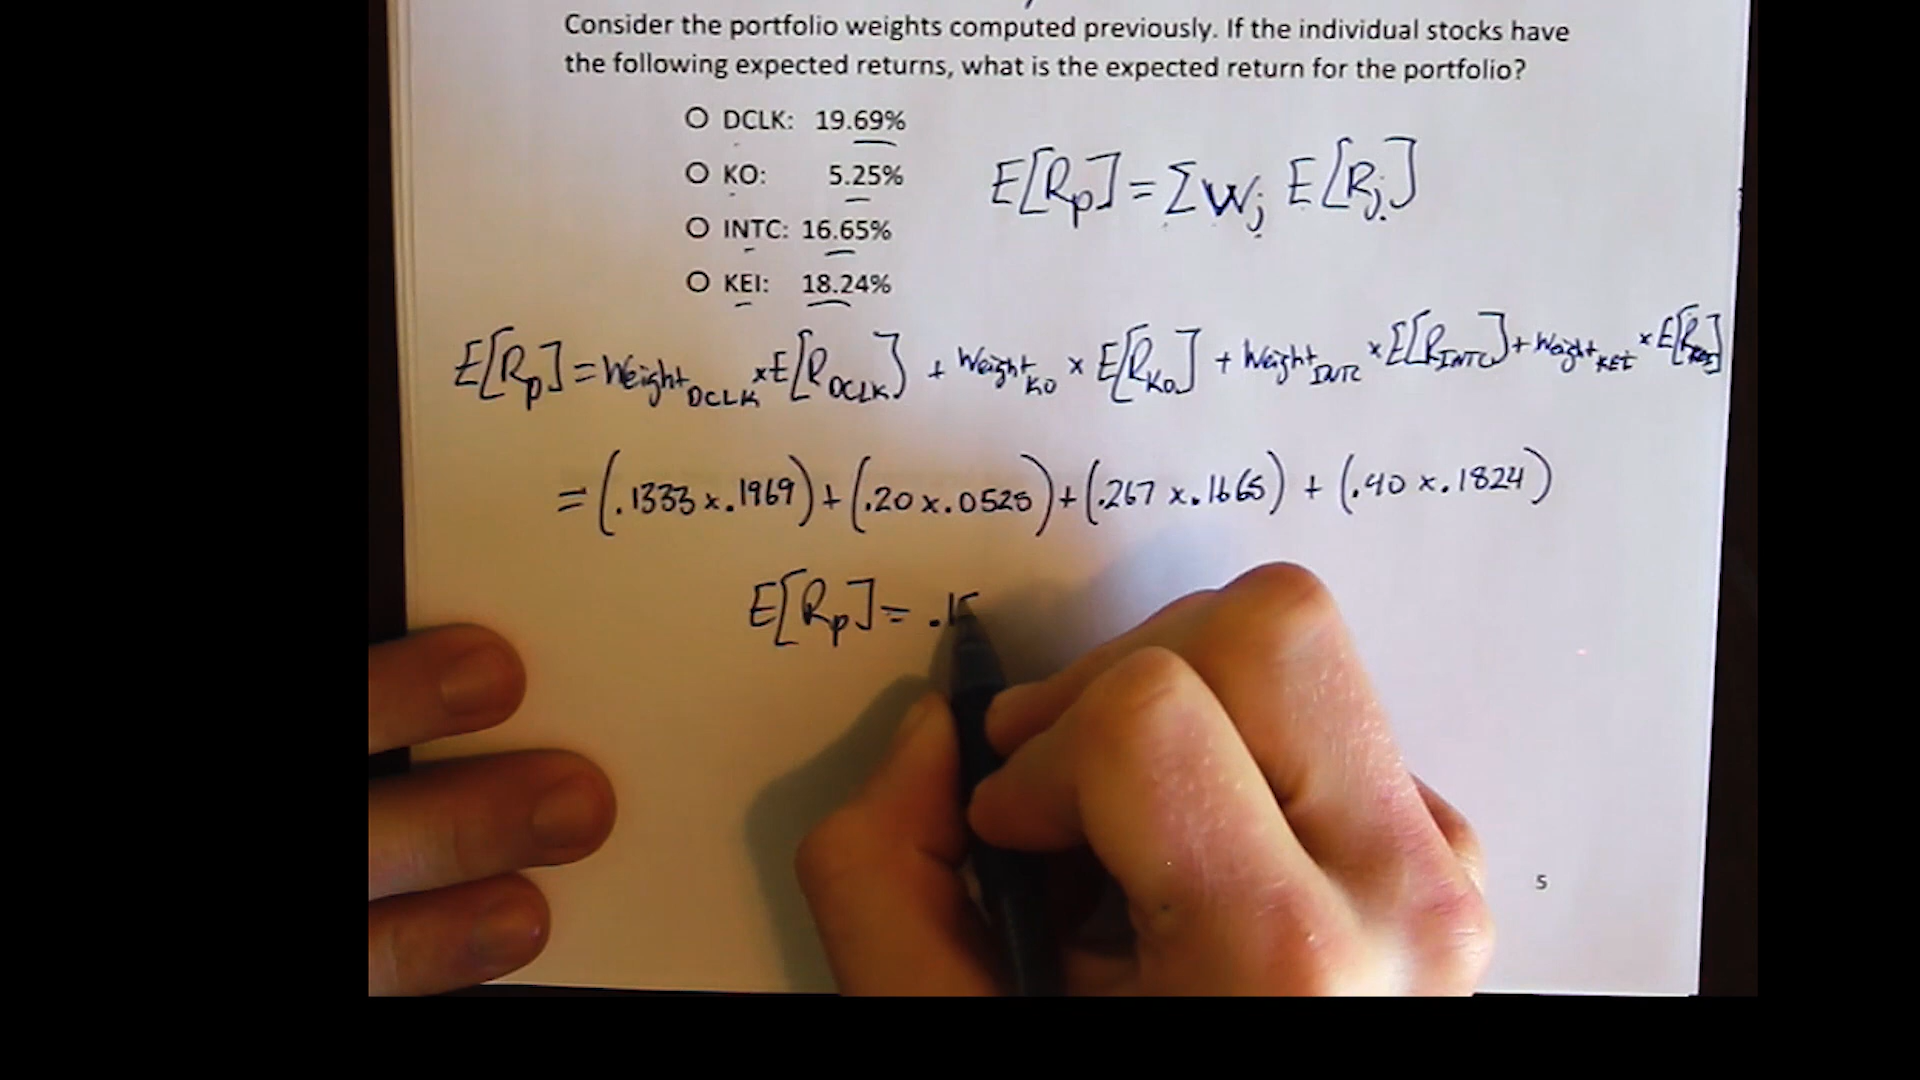 Consider the portfolio weights computed previously. If the individual stocks have
the following expected returns, what is the expected return for the portfolio?
O DCLK: 19.69%
O KO: 5.25%
O INTC: 16.65%
O KEI: 18.24%
E[Rp] = Σ Wj E[Rj]
E[Rp] = Weight DCLK × E[R DCLK] + Weight KO × E[R KO] + Weight INTC × E[R INTC] + Weight KEI × E[R KEI]
= (.1333 x .1969) + (.20 x .0525) + (.267 x .1665) + (.40 x .1824)
E[Rp] = .15
5